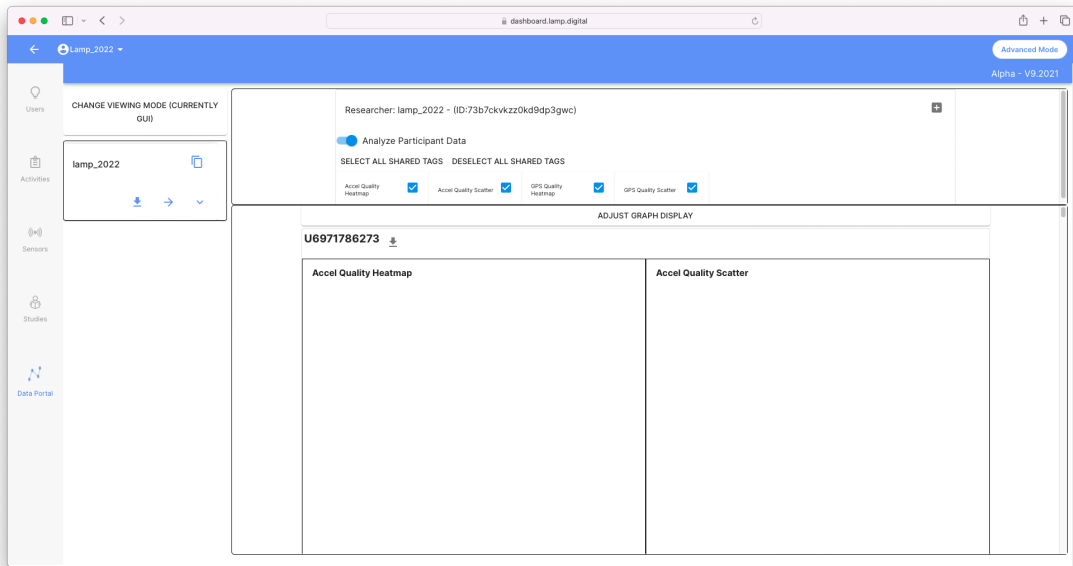 dashboard.lamp.digital
Lamp_2022
Advanced Mode
Alpha - V9.2021
Users
Activities
Sensors
Studies
Data Portal
CHANGE VIEWING MODE (CURRENTLY
GUI)
lamp_2022
Researcher: lamp_2022 - (ID:73b7ckvkzz0kd9dp3gwc)
Analyze Participant Data
SELECT ALL SHARED TAGS DESELECT ALL SHARED TAGS
Accel Quality
Heatmap
Accel Quality Scatter
GPS Quality
Heatmap
GPS Quality Scatter
ADJUST GRAPH DISPLAY
U6971786273
Accel Quality Heatmap
Accel Quality Scatter